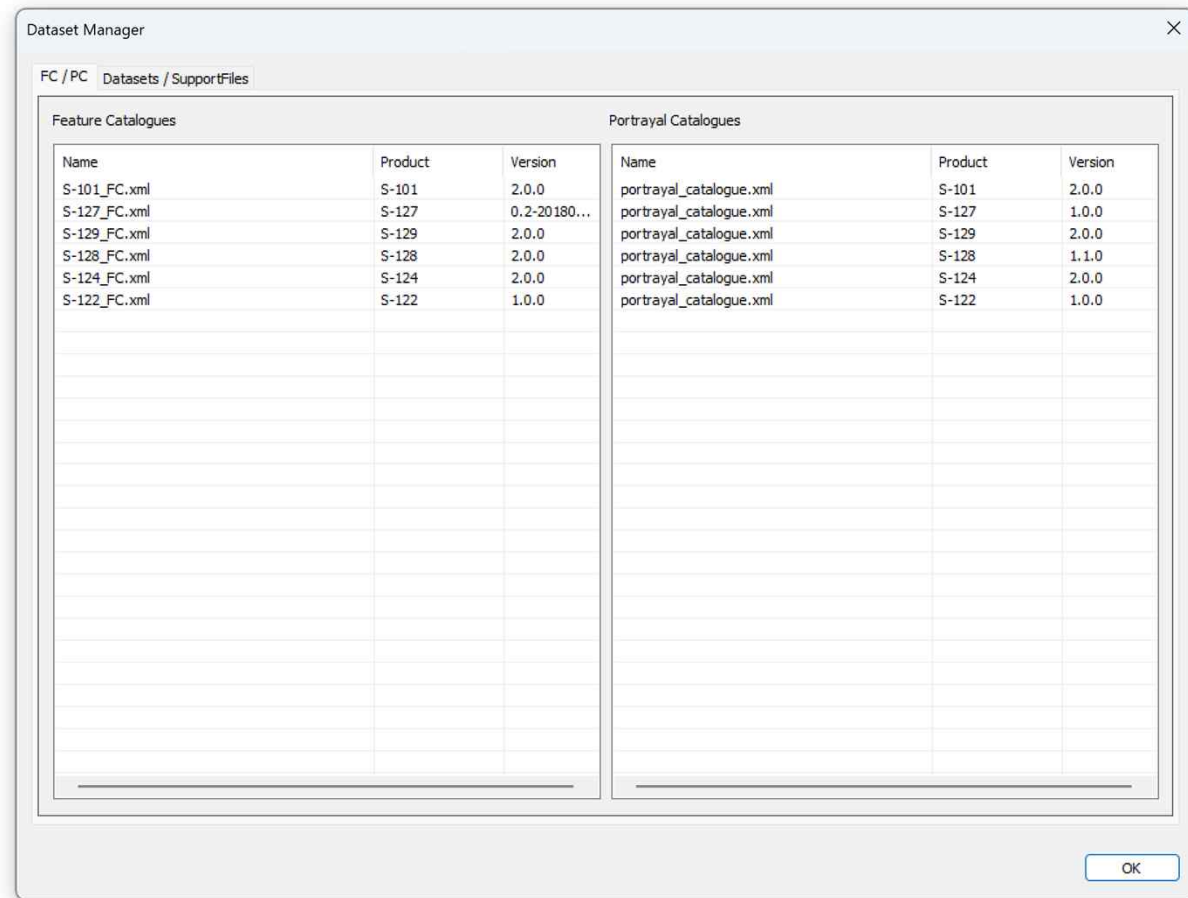 Dataset Manager
FC / PC Datasets / SupportFiles
Feature Catalogues
Name Product Version
S-101_FC.xml S-101 2.0.0
S-127_FC.xml S-127 0.2-20180...
S-129_FC.xml S-129 2.0.0
S-128_FC.xml S-128 2.0.0
S-124_FC.xml S-124 2.0.0
S-122_FC.xml S-122 1.0.0
Portrayal Catalogues
Name Product Version
portrayal_catalogue.xml S-101 2.0.0
portrayal_catalogue.xml S-127 1.0.0
portrayal_catalogue.xml S-129 2.0.0
portrayal_catalogue.xml S-128 1.1.0
portrayal_catalogue.xml S-124 2.0.0
portrayal_catalogue.xml S-122 1.0.0
OK